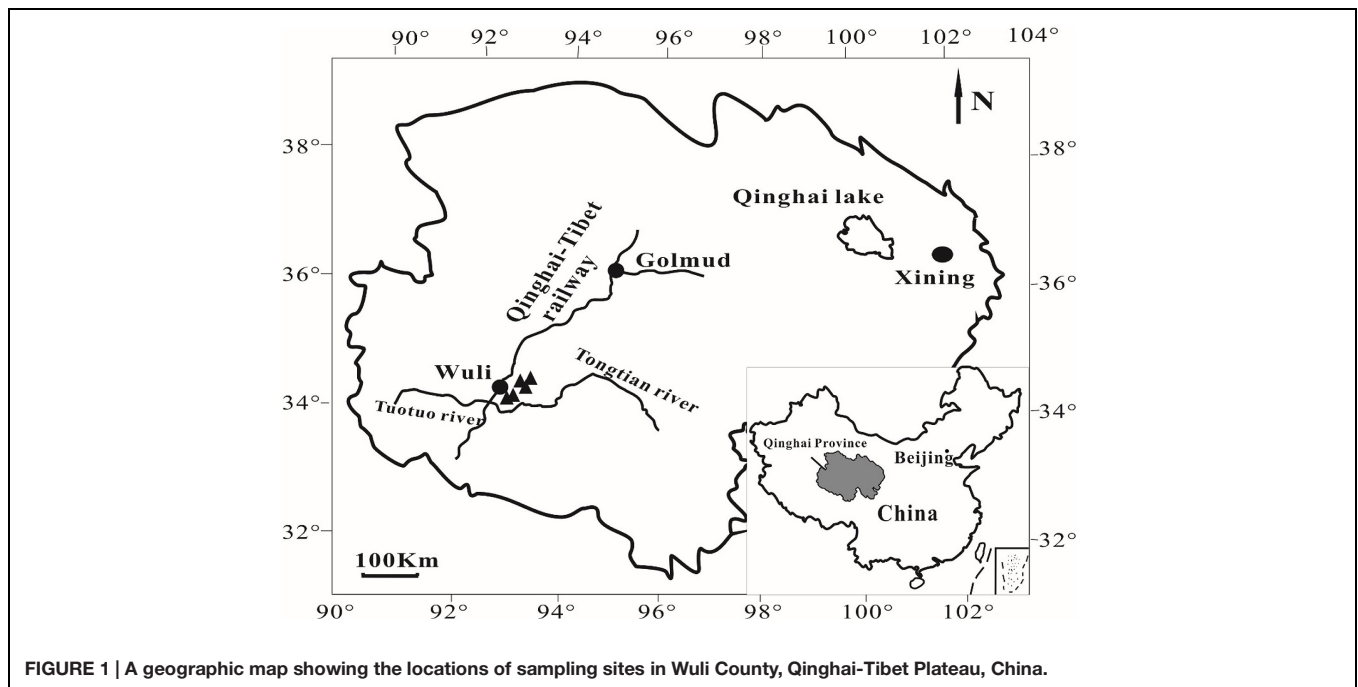 90° 92° 94° 96° 98° 100° 102° 104°
N
38° 38°
Qinghai lake
Qinghai-Tibet
railway
Golmud
Xining
36° 36°
Wuli
Tongtian river
Tuotuo river
34° 34°
Qinghai Province
Beijing
China
32° 32°
100Km
90° 92° 94° 96° 98° 100° 102°
FIGURE 1 | A geographic map showing the locations of sampling sites in Wuli County, Qinghai-Tibet Plateau, China.